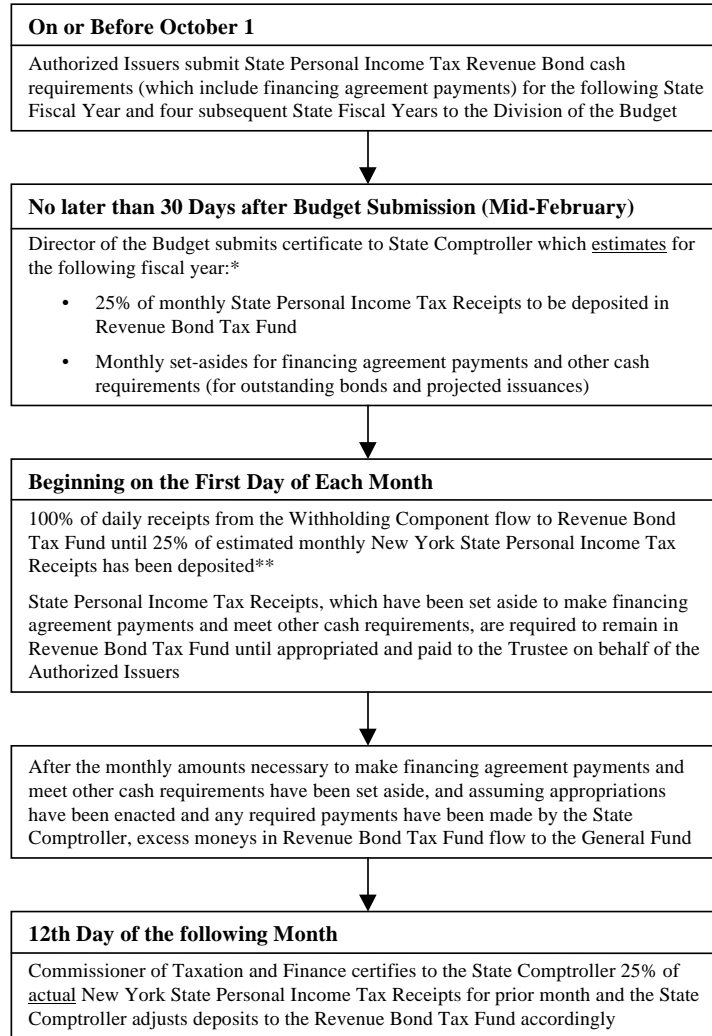 On or Before October 1
Authorized Issuers submit State Personal Income Tax Revenue Bond cash
requirements (which include financing agreement payments) for the following State
Fiscal Year and four subsequent State Fiscal Years to the Division of the Budget
No later than 30 Days after Budget Submission (Mid-February)
Director of the Budget submits certificate to State Comptroller which estimates for
the following fiscal year:*
• 25% of monthly State Personal Income Tax Receipts to be deposited in
Revenue Bond Tax Fund
• Monthly set-asides for financing agreement payments and other cash
requirements (for outstanding bonds and projected issuances)
Beginning on the First Day of Each Month
100% of daily receipts from the Withholding Component flow to Revenue Bond
Tax Fund until 25% of estimated monthly New York State Personal Income Tax
Receipts has been deposited**
State Personal Income Tax Receipts, which have been set aside to make financing
agreement payments and meet other cash requirements, are required to remain in
Revenue Bond Tax Fund until appropriated and paid to the Trustee on behalf of the
Authorized Issuers
After the monthly amounts necessary to make financing agreement payments and
meet other cash requirements have been set aside, and assuming appropriations
have been enacted and any required payments have been made by the State
Comptroller, excess moneys in Revenue Bond Tax Fund flow to the General Fund
12th Day of the following Month
Commissioner of Taxation and Finance certifies to the State Comptroller 25% of
actual New York State Personal Income Tax Receipts for prior month and the State
Comptroller adjusts deposits to the Revenue Bond Tax Fund accordingly